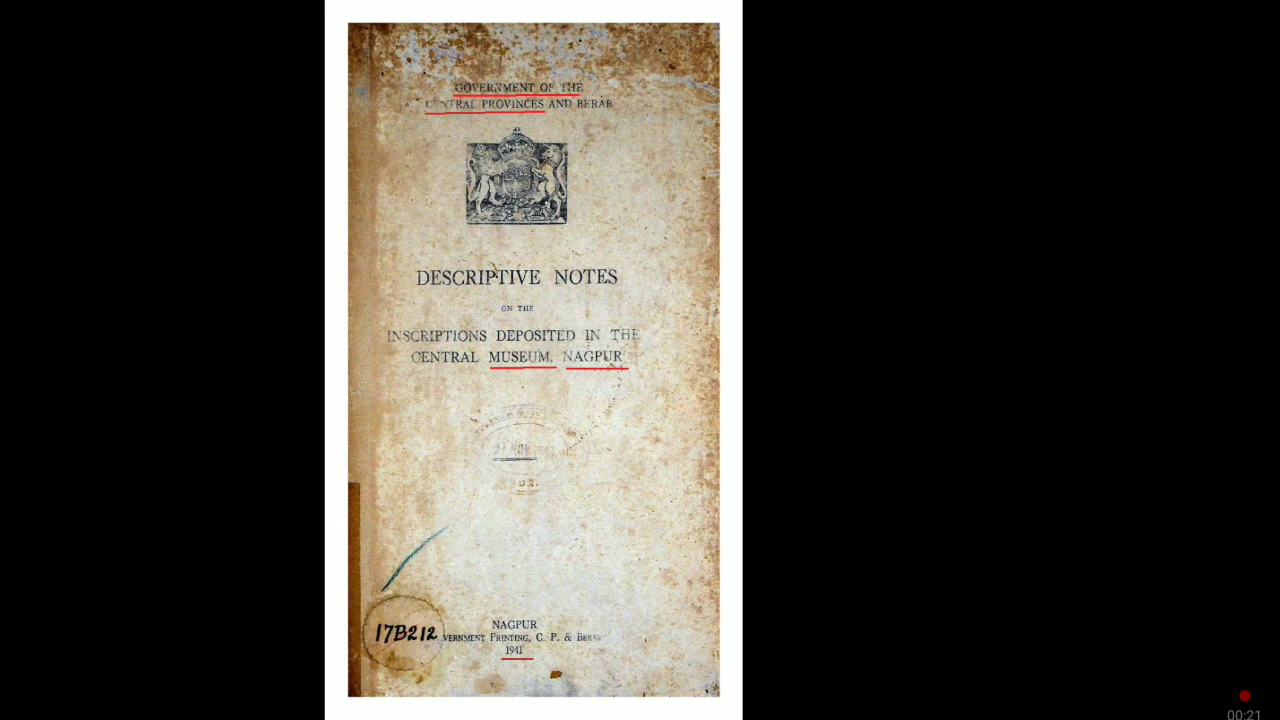 GOVERNMENT OF THE
CENTRAL PROVINCES AND BERAR
DESCRIPTIVE NOTES
ON THE
INSCRIPTIONS DEPOSITED IN THE
CENTRAL MUSEUM, NAGPUR
17B212
NAGPUR
VERNMENT PRINTING, C. P. & BERAR
1941
00:21